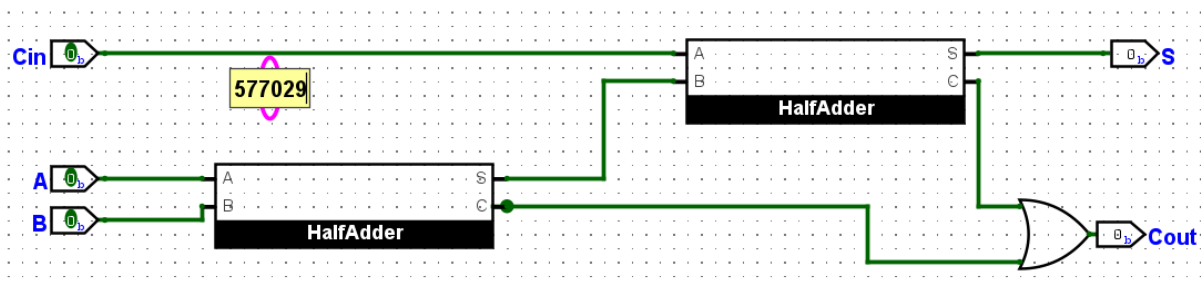 Cin 0b
577029
A B S C
HalfAdder
0b S
A 0b
B 0b
A B S C
HalfAdder
0b Cout